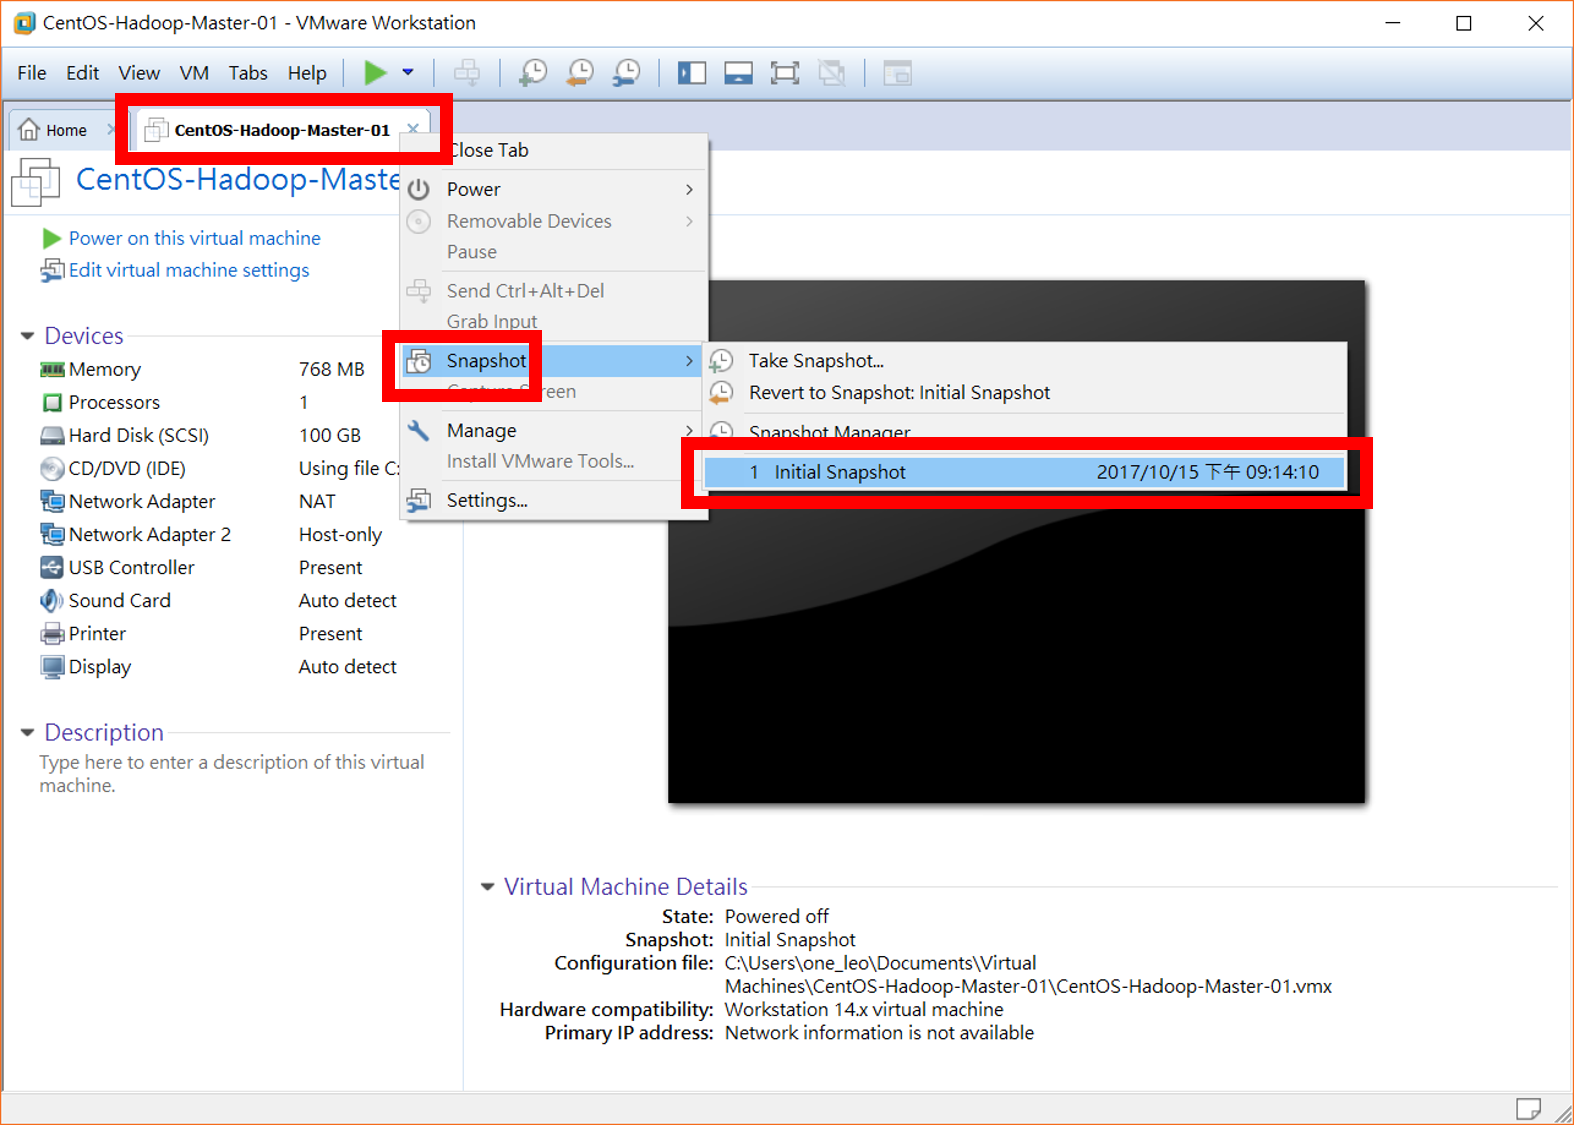 CentOS-Hadoop-Master-01 - VMware Workstation
File Edit View VM Tabs Help
Home CentOS-Hadoop-Master-01
CentOS-Hadoop-Maste
Power on this virtual machine
Edit virtual machine settings
Devices
Memory 768 MB
Processors 1
Hard Disk (SCSI) 100 GB
CD/DVD (IDE) Using file C:
Network Adapter NAT
Network Adapter 2 Host-only
USB Controller Present
Sound Card Auto detect
Printer Present
Display Auto detect
Description
Type here to enter a description of this virtual
machine.
Close Tab
Power
Removable Devices
Pause
Send Ctrl+Alt+Del
Grab Input
Snapshot
Capture Screen
Manage
Install VMware Tools...
Settings...
Take Snapshot...
Revert to Snapshot: Initial Snapshot
Snapshot Manager
1 Initial Snapshot 2017/10/15 下午 09:14:10
Virtual Machine Details
State: Powered off
Snapshot: Initial Snapshot
Configuration file: C:\Users\one_leo\Documents\Virtual
Machines\CentOS-Hadoop-Master-01\CentOS-Hadoop-Master-01.vmx
Hardware compatibility: Workstation 14.x virtual machine
Primary IP address: Network information is not available